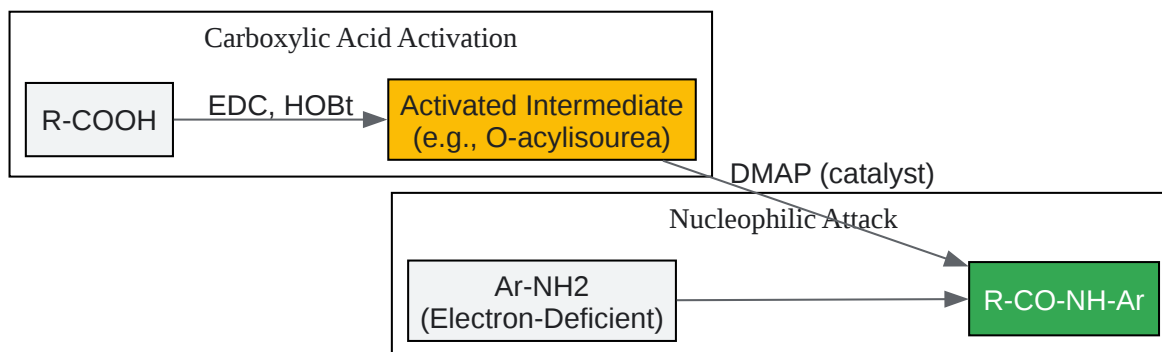 Carboxylic Acid Activation
R-COOH
EDC, HOBt
Activated Intermediate
(e.g., O-acylisourea)
DMAP (catalyst)
Nucleophilic Attack
Ar-NH2
(Electron-Deficient)
R-CO-NH-Ar